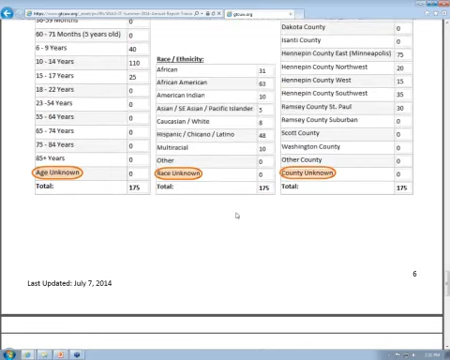 60 - 71 Months (5 years old) 0
6 - 9 Years 40
10 - 14 Years 110
15 - 17 Years 25
18 - 22 Years 0
23 -54 Years 0
55 - 64 Years 0
65 - 74 Years 0
75 - 84 Years 0
85+ Years 0
Age Unknown 0
Total: 175
Race / Ethnicity:
African 31
African American 63
American Indian 10
Asian / SE Asian / Pacific Islander 5
Caucasian / White 8
Hispanic / Chicano / Latino 48
Multiracial 10
Other 0
Race Unknown 0
Total: 175
Dakota County 0
Isanti County 0
Hennepin County East (Minneapolis) 75
Hennepin County Northwest 20
Hennepin County West 15
Hennepin County Southwest 35
Ramsey County St. Paul 30
Ramsey County Suburban 0
Scott County 0
Washington County 0
Other County 0
County Unknown 0
Total: 175
6
Last Updated: July 7, 2014